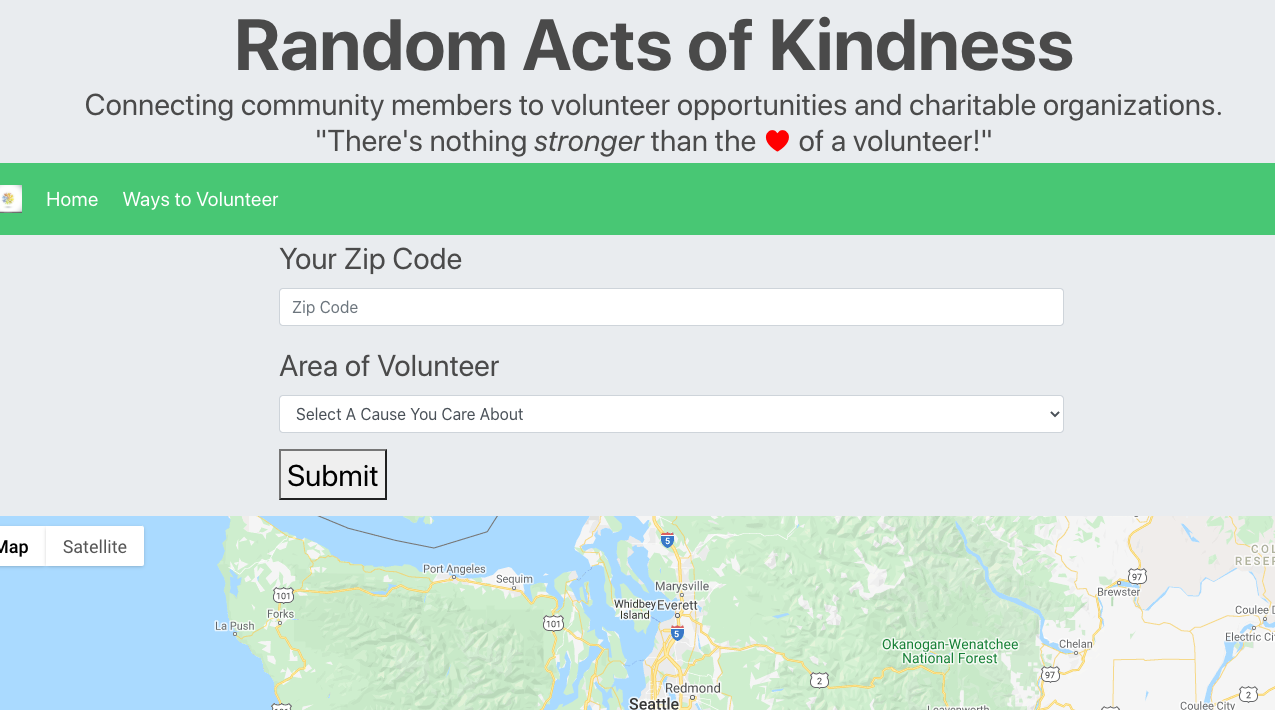 Random Acts of Kindness
Connecting community members to volunteer opportunities and charitable organizations.
"There's nothing stronger than the ❤ of a volunteer!"
Home Ways to Volunteer
Your Zip Code
Zip Code
Area of Volunteer
Select A Cause You Care About
Submit
Map Satellite
5
COL
RESER
Port Angeles
Sequim
Marysville
97
Brewster
101
Forks
Whidbey
Island
Everett
La Push
101
5
Coulee D
Electric Ci
Okanogan-Wenatchee
National Forest
Chelan
2
97
Redmond
2
Seattle
Leavenworth
Coulee City
101